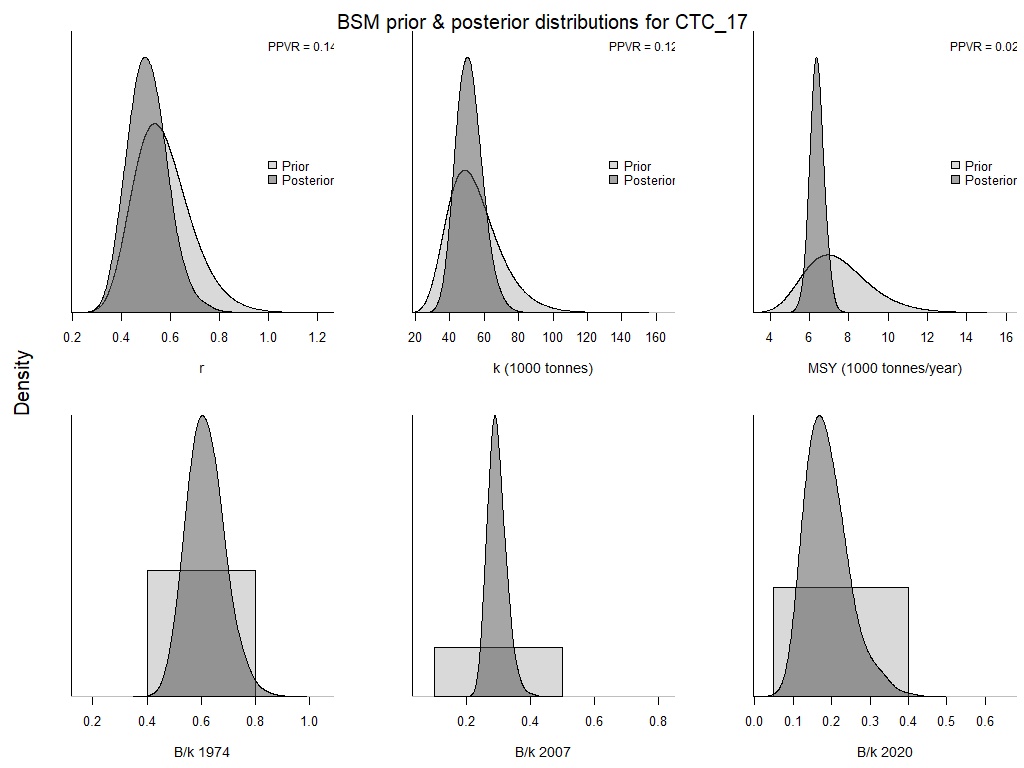 BSM prior & posterior distributions for CTC_17
PPVR = 0.14
PPVR = 0.12
PPVR = 0.02
Prior
Posterior
Prior
Posterior
Prior
Posterior
0.2 0.4 0.6 0.8 1.0 1.2
20 40 60 80 100 120 140 160
4 6 8 10 12 14 16
r
k (1000 tonnes)
MSY (1000 tonnes/year)
Density
0.2 0.4 0.6 0.8 1.0
0.2 0.4 0.6 0.8
0.0 0.1 0.2 0.3 0.4 0.5 0.6
B/k 1974
B/k 2007
B/k 2020